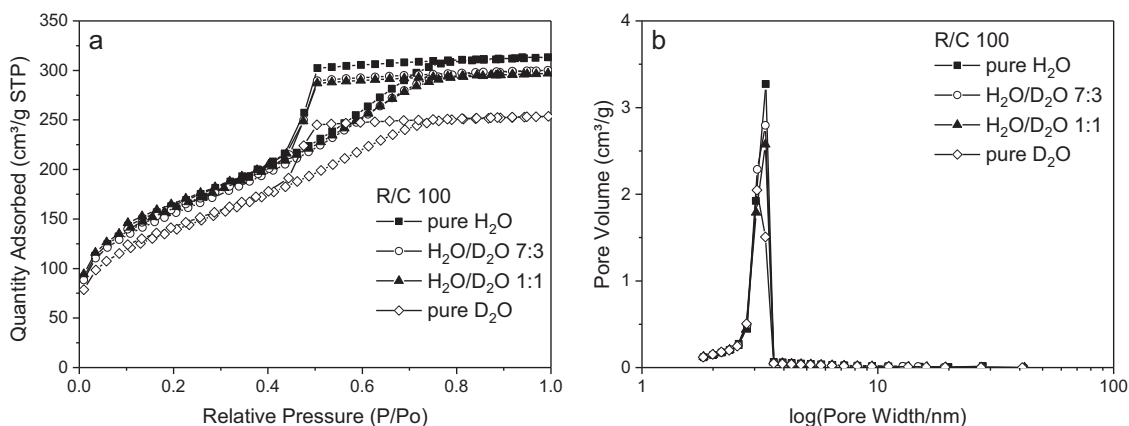 a
350
300
250
200
150
100
50
0
Quantity Adsorbed (cm³/g STP)
R/C 100
pure H₂O
H₂O/D₂O 7:3
H₂O/D₂O 1:1
pure D₂O
0.0 0.2 0.4 0.6 0.8 1.0
Relative Pressure (P/Po)
b
4
3
2
1
0
Pore Volume (cm³/g)
R/C 100
pure H₂O
H₂O/D₂O 7:3
H₂O/D₂O 1:1
pure D₂O
1 10 100
log(Pore Width/nm)